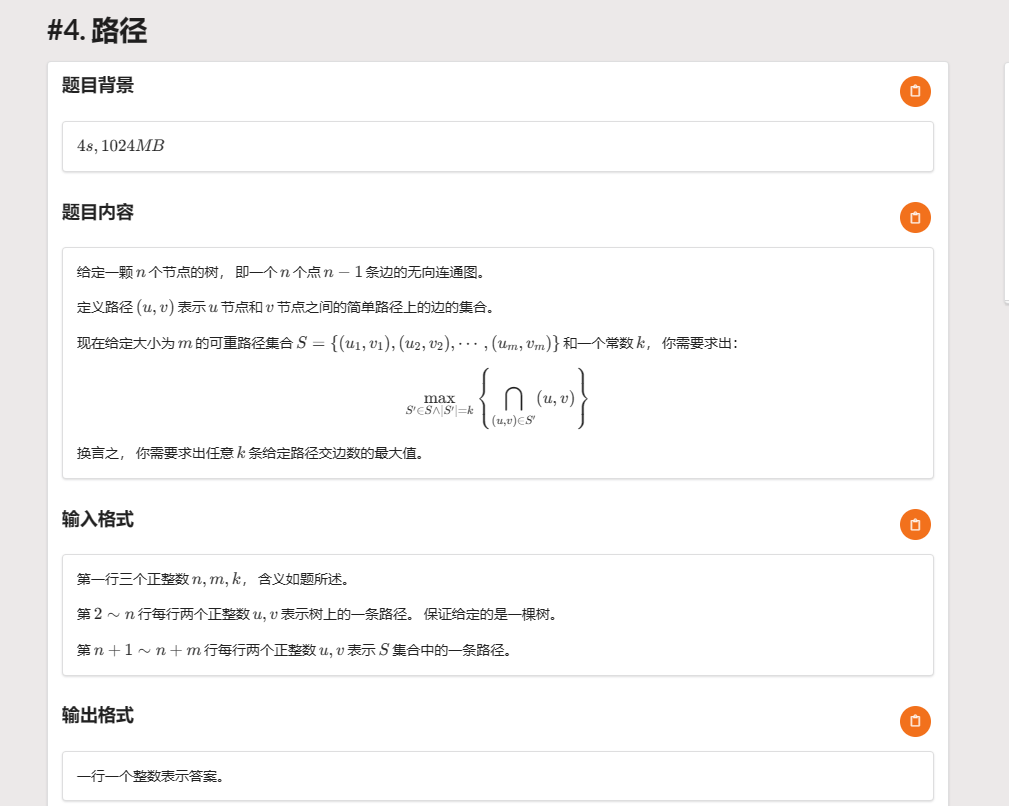 #4. 路径
题目背景
4s, 1024MB
题目内容
给定一颗 n 个节点的树， 即一个 n 个点 n − 1 条边的无向连通图。
定义路径 (u, v) 表示 u 节点和 v 节点之间的简单路径上的边的集合。
现在给定大小为 m 的可重路径集合 S = {(u₁, v₁), (u₂, v₂), ⋯ , (uₘ, vₘ)} 和一个常数 k， 你需要求出：
max_{S′∈S∧|S′|=k} { ⋂_{(u,v)∈S′} (u, v) }
换言之， 你需要求出任意 k 条给定路径交边数的最大值。
输入格式
第一行三个正整数 n, m, k， 含义如题所述。
第 2 ∼ n 行每行两个正整数 u, v 表示树上的一条路径。 保证给定的是一棵树。
第 n + 1 ∼ n + m 行每行两个正整数 u, v 表示 S 集合中的一条路径。
输出格式
一行一个整数表示答案。